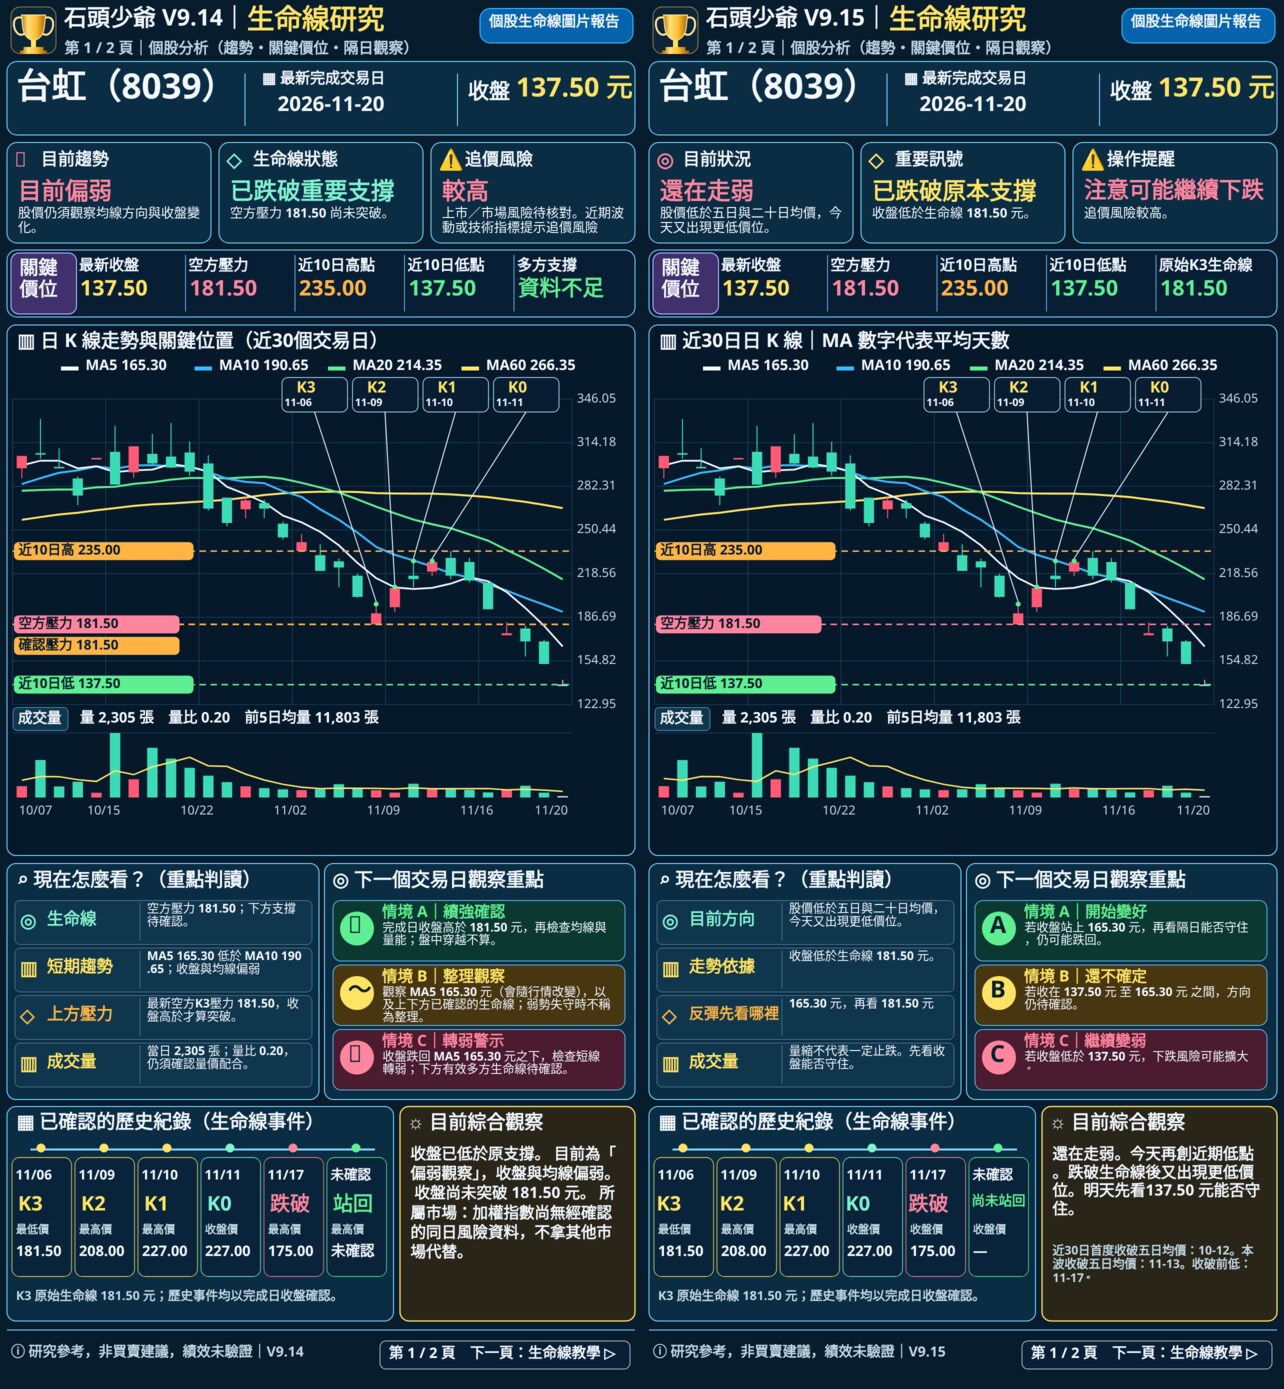 石頭少爺 V9.14｜生命線研究
個股生命線圖片報告
第 1 / 2 頁｜個股分析（趨勢・關鍵價位・隔日觀察）
台虹（8039）
最新完成交易日
2026-11-20
收盤 137.50 元
目前趨勢
目前偏弱
股價仍須觀察均線方向與收盤變
化。
◇ 生命線狀態
已跌破重要支撐
空方壓力 181.50 尚未突破。
追價風險
較高
上市／市場風險待核對。近期波
動或技術指標提示追價風險
關鍵
價位
最新收盤
137.50
空方壓力
181.50
近10日高點
235.00
近10日低點
137.50
多方支撐
資料不足
日 K 線走勢與關鍵位置（近30個交易日）
MA5 165.30 MA10 190.65 MA20 214.35 MA60 266.35
K3
11-06
K2
11-09
K1
11-10
K0
11-11
346.05
314.18
282.31
250.44
218.56
186.69
154.82
122.95
近10日高 235.00
空方壓力 181.50
確認壓力 181.50
近10日低 137.50
成交量 量 2,305 張 量比 0.20 前5日均量 11,803 張
10/07 10/15 10/22 11/02 11/09 11/16 11/20
現在怎麼看？（重點判讀）
◎ 生命線
空方壓力 181.50；下方支撐
待確認。
短期趨勢
MA5 165.30 低於 MA10 190
.65；收盤與均線偏弱
◇ 上方壓力
最新空方K3壓力 181.50，收
盤高於才算突破。
成交量
當日 2,305 張；量比 0.20，
仍須確認量價配合。
◎ 下一個交易日觀察重點
情境 A｜續強確認
完成日收盤高於 181.50 元，再檢查均線與
量能；盤中穿越不算。
情境 B｜整理觀察
觀察 MA5 165.30 元（會隨行情改變），以
及上下方已確認的生命線；弱勢失守時不稱
為整理。
情境 C｜轉弱警示
收盤跌回 MA5 165.30 元之下，檢查短線
轉弱；下方有效多方生命線待確認。
已確認的歷史紀錄（生命線事件）
11/06
K3
最低價
181.50
11/09
K2
最高價
208.00
11/10
K1
最高價
227.00
11/11
K0
收盤價
227.00
11/17
跌破
最高價
175.00
未確認
站回
最高價
未確認
K3 原始生命線 181.50 元；歷史事件均以完成日收盤確認。
目前綜合觀察
收盤已低於原支撐。 目前為「
偏弱觀察」，收盤與均線偏弱。
收盤尚未突破 181.50 元。 所
屬市場：加權指數尚無經確認
的同日風險資料，不拿其他市
場代替。
ⓘ 研究參考，非買賣建議，績效未驗證｜V9.14
第 1 / 2 頁 下一頁：生命線教學 ▷
石頭少爺 V9.15｜生命線研究
個股生命線圖片報告
第 1 / 2 頁｜個股分析（趨勢・關鍵價位・隔日觀察）
台虹（8039）
最新完成交易日
2026-11-20
收盤 137.50 元
◎ 目前狀況
還在走弱
股價低於五日與二十日均價，今
天又出現更低價位。
◇ 重要訊號
已跌破原本支撐
收盤低於生命線 181.50 元。
操作提醒
注意可能繼續下跌
追價風險較高。
關鍵
價位
最新收盤
137.50
空方壓力
181.50
近10日高點
235.00
近10日低點
137.50
原始K3生命線
181.50
近30日日 K 線｜MA 數字代表平均天數
MA5 165.30 MA10 190.65 MA20 214.35 MA60 266.35
K3
11-06
K2
11-09
K1
11-10
K0
11-11
346.05
314.18
282.31
250.44
218.56
186.69
154.82
122.95
近10日高 235.00
空方壓力 181.50
近10日低 137.50
成交量 量 2,305 張 量比 0.20 前5日均量 11,803 張
10/07 10/15 10/22 11/02 11/09 11/16 11/20
現在怎麼看？（重點判讀）
◎ 目前方向
股價低於五日與二十日均價，
今天又出現更低價位。
走勢依據
收盤低於生命線 181.50 元。
◇ 反彈先看哪裡
165.30 元，再看 181.50 元
成交量
量縮不代表一定止跌。先看收
盤能否守住。
◎ 下一個交易日觀察重點
A
情境 A｜開始變好
若收盤站上 165.30 元，再看隔日能否守住
，仍可能跌回。
B
情境 B｜還不確定
若收在 137.50 元 至 165.30 元 之間，方向
仍待確認。
C
情境 C｜繼續變弱
若收盤低於 137.50 元，下跌風險可能擴大
。
已確認的歷史紀錄（生命線事件）
11/06
K3
最低價
181.50
11/09
K2
最高價
208.00
11/10
K1
最高價
227.00
11/11
K0
收盤價
227.00
11/17
跌破
收盤價
175.00
未確認
尚未站回
收盤價
—
K3 原始生命線 181.50 元；歷史事件均以完成日收盤確認。
目前綜合觀察
還在走弱。今天再創近期低點
。跌破生命線後又出現更低價
位。明天先看137.50 元能否守
住。
近30日首度收破五日均價：10-12。本
波收破五日均價：11-13。收破前低：
11-17。
ⓘ 研究參考，非買賣建議，績效未驗證｜V9.15
第 1 / 2 頁 下一頁：生命線教學 ▷